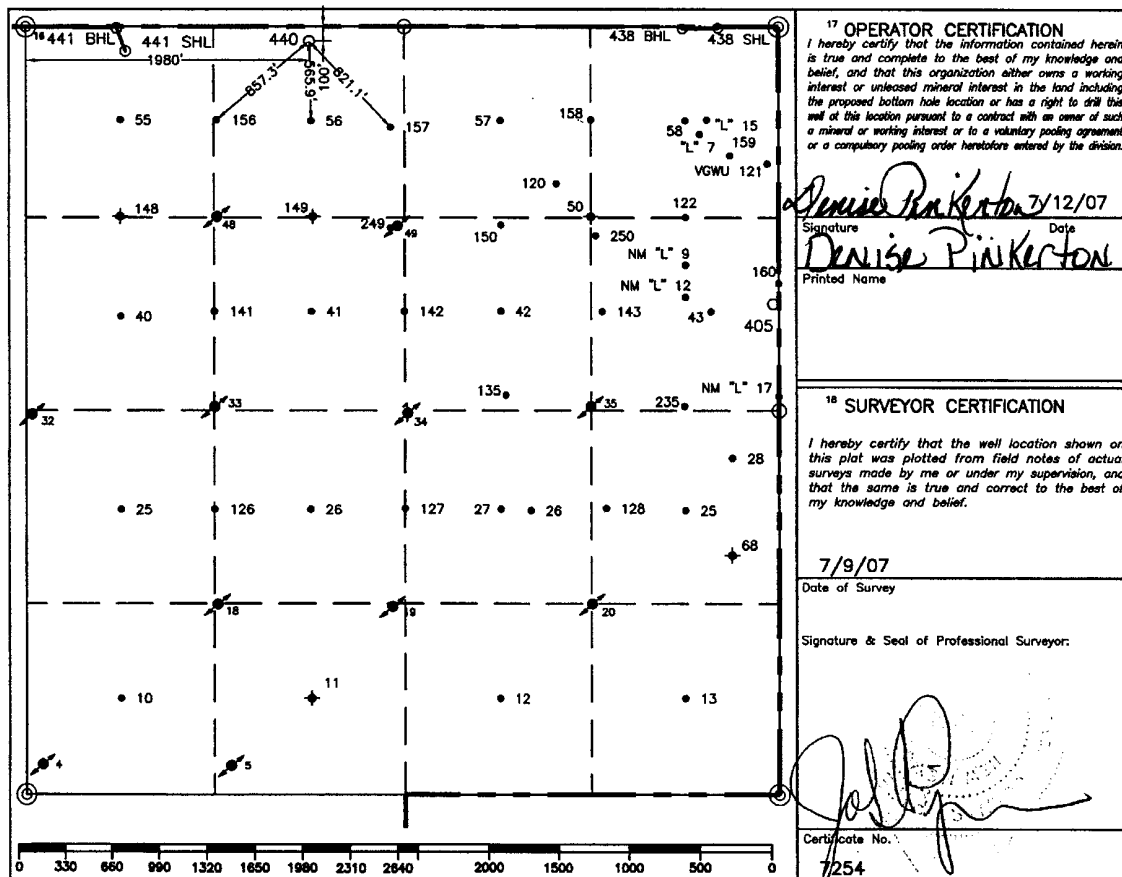 16 441 BHL 441 SHL 440 438 BHL 438 SHL
1980'
100'
857.3' 565.9' 821.1'
55 156 56 157 57 158 58 "L" 15
"L" 7 159
VGWU 121
120
148 48 149 249 49 150 50 122
250
NM "L" 9
160
NM "L" 12
40 141 41 142 42 143 43 405
NM "L" 17
135
32 33 34 35 235
28
25 126 26 127 27 26 128 25
68
18 19 20
10 11 12 13
4 5
0 330 660 990 1320 1650 1980 2310 2640 2000 1500 1000 500 0
17 OPERATOR CERTIFICATION
I hereby certify that the information contained herein
is true and complete to the best of my knowledge and
belief, and that this organization either owns a working
interest or unleased mineral interest in the land including
the proposed bottom hole location or has a right to drill this
well at this location pursuant to a contract with an owner of such
a mineral or working interest or to a voluntary pooling agreement
or a compulsory pooling order heretofore entered by the division.
Denise Pinkerton 7/12/07
Signature Date
Denise Pinkerton
Printed Name
18 SURVEYOR CERTIFICATION
I hereby certify that the well location shown on
this plat was plotted from field notes of actual
surveys made by me or under my supervision, and
that the same is true and correct to the best of
my knowledge and belief.
7/9/07
Date of Survey
Signature & Seal of Professional Surveyor:
Certificate No.
7254